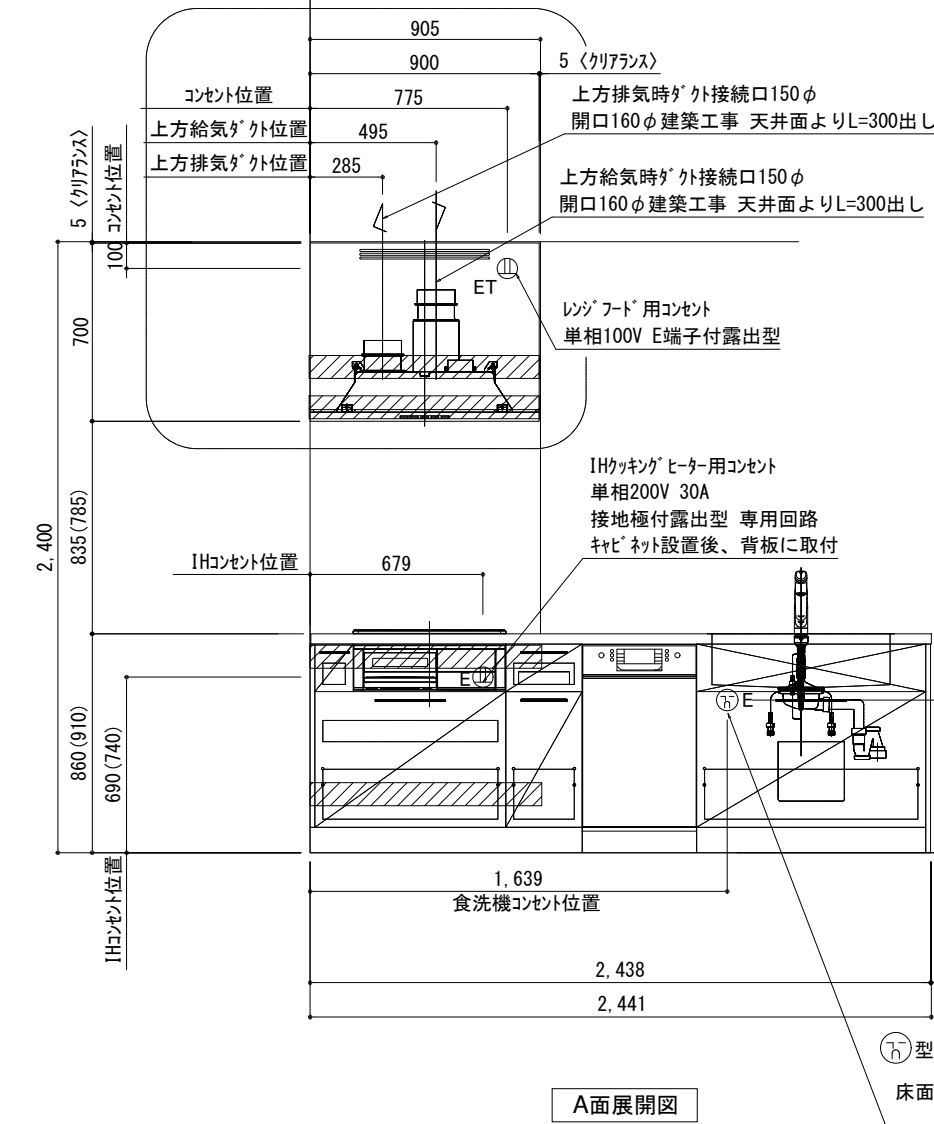 905
900
5 〈クリアランス〉
コンセント位置
775
上方排気時ダクト接続口150φ
開口160φ建築工事 天井面よりL=300出し
上方給気ダクト位置
495
上方排気ダクト位置
285
上方給気時ダクト接続口150φ
開口160φ建築工事 天井面よりL=300出し
5 〈クリアランス〉
コンセント位置
100
ET
レンジフード用コンセント
単相100V E端子付露出型
700
IHクッキングヒーター用コンセント
単相200V 30A
接地極付露出型 専用回路
キャビネット設置後、背板に取付
2,400
835(785)
IHコンセント位置
679
E
E
860(910)
690(740)
IHコンセント位置
1,639
食洗機コンセント位置
2,438
2,441
型
床面
A面展開図